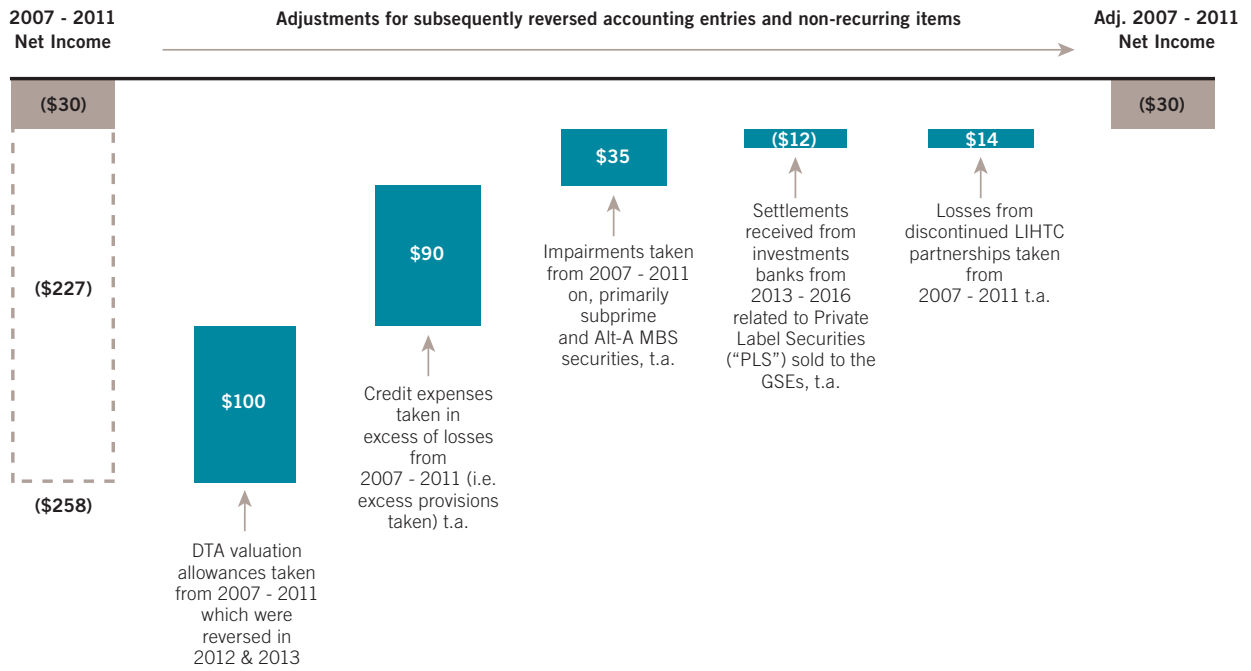 2007 - 2011
Net Income
Adjustments for subsequently reversed accounting entries and non-recurring items
Adj. 2007 - 2011
Net Income
($30)
($227)
($258)
$100
DTA valuation
allowances taken
from 2007 - 2011
which were
reversed in
2012 & 2013
$90
Credit expenses
taken in
excess of losses
from
2007 - 2011 (i.e.
excess provisions
taken) t.a.
$35
Impairments taken
from 2007 - 2011
on, primarily
subprime
and Alt-A MBS
securities, t.a.
($12)
Settlements
received from
investments
banks from
2013 - 2016
related to Private
Label Securities
(“PLS”) sold to the
GSEs, t.a.
$14
Losses from
discontinued LIHTC
partnerships taken
from
2007 - 2011 t.a.
($30)